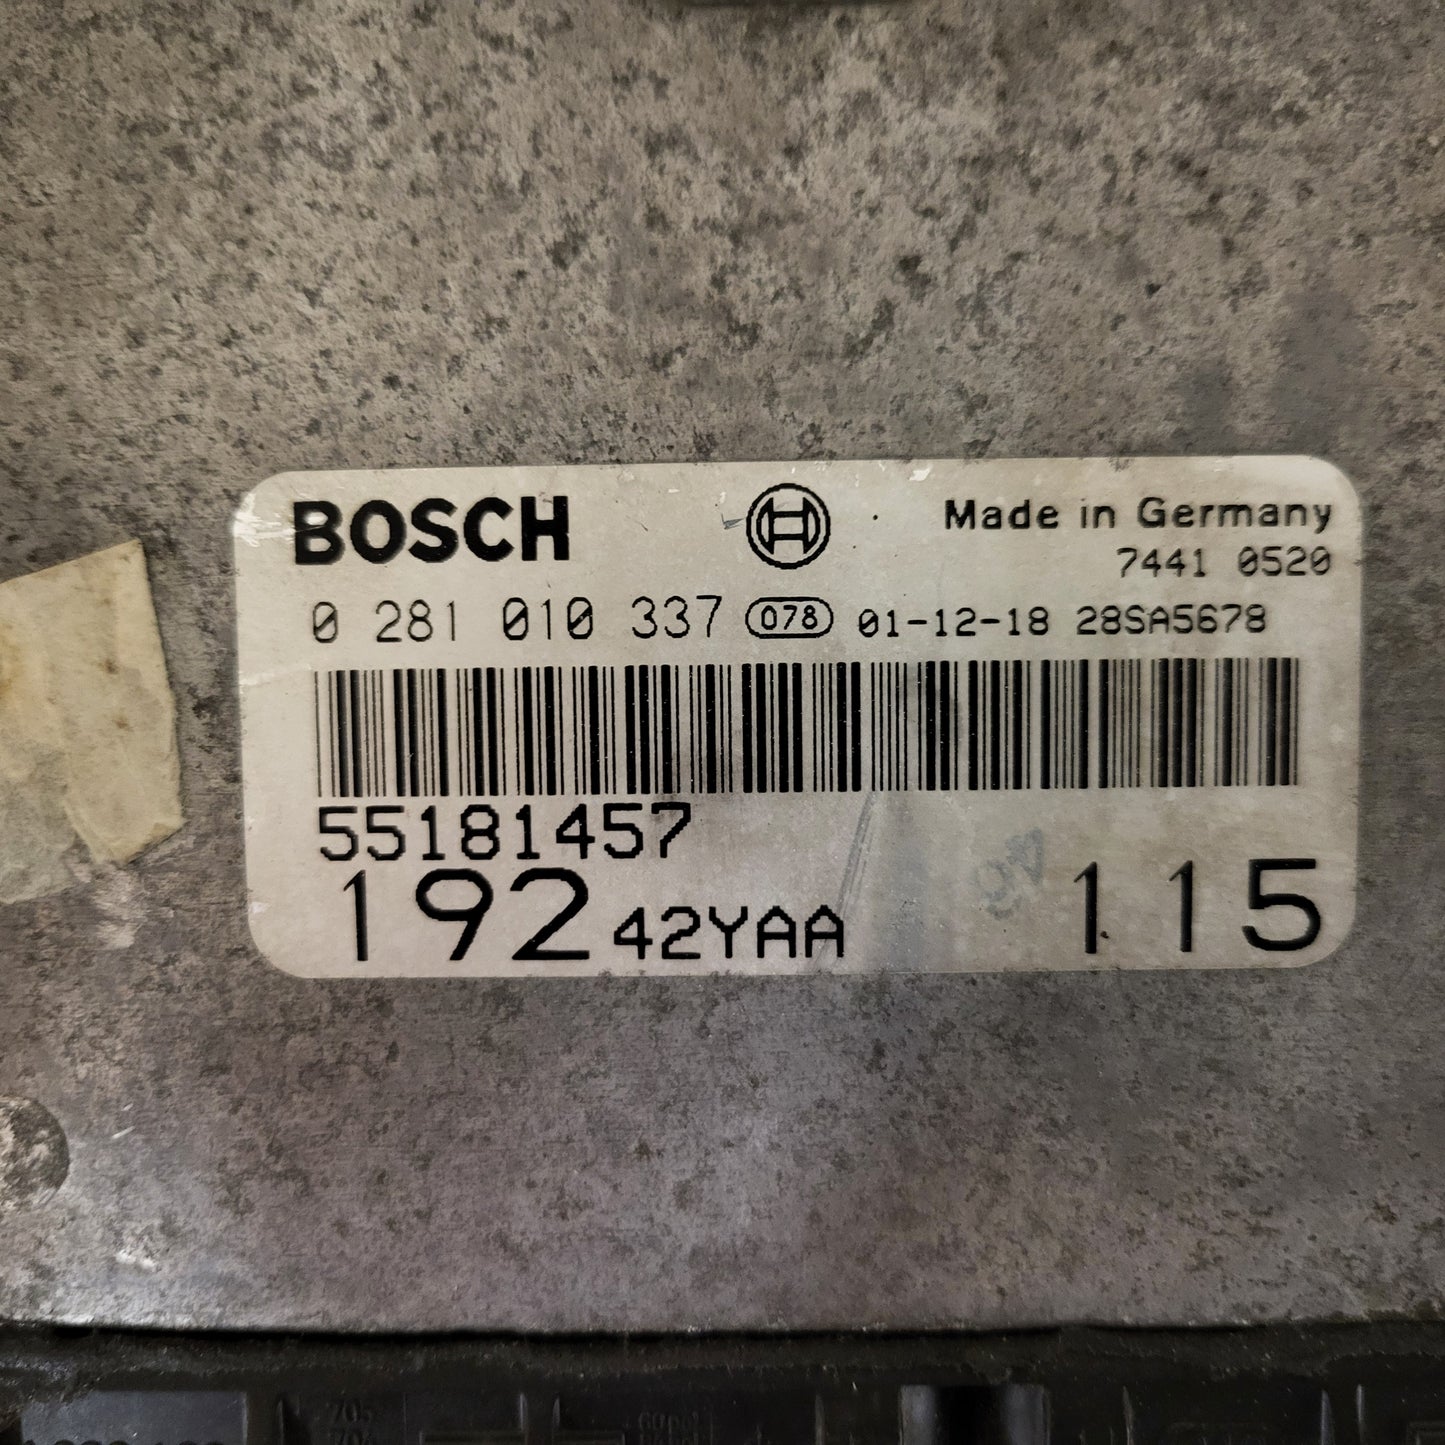 BOSCH Made in Germany
7441 0520
0 281 010 337 078 01-12-18 28SA5678
55181457
192 42YAA 115